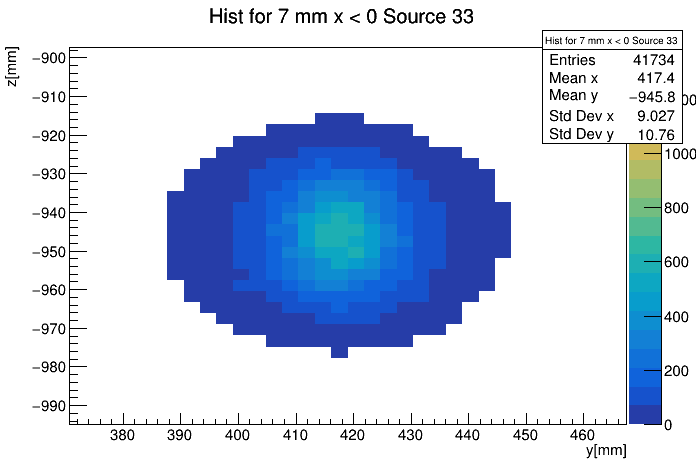 Hist for 7 mm x < 0 Source 33
z[mm]
−900
−910
−920
−930
−940
−950
−960
−970
−980
−990
380 390 400 410 420 430 440 450 460
y[mm]
Hist for 7 mm x < 0 Source 33
Entries 41734
Mean x 417.4
Mean y −945.8
Std Dev x 9.027
Std Dev y 10.76
1000
800
600
400
200
0